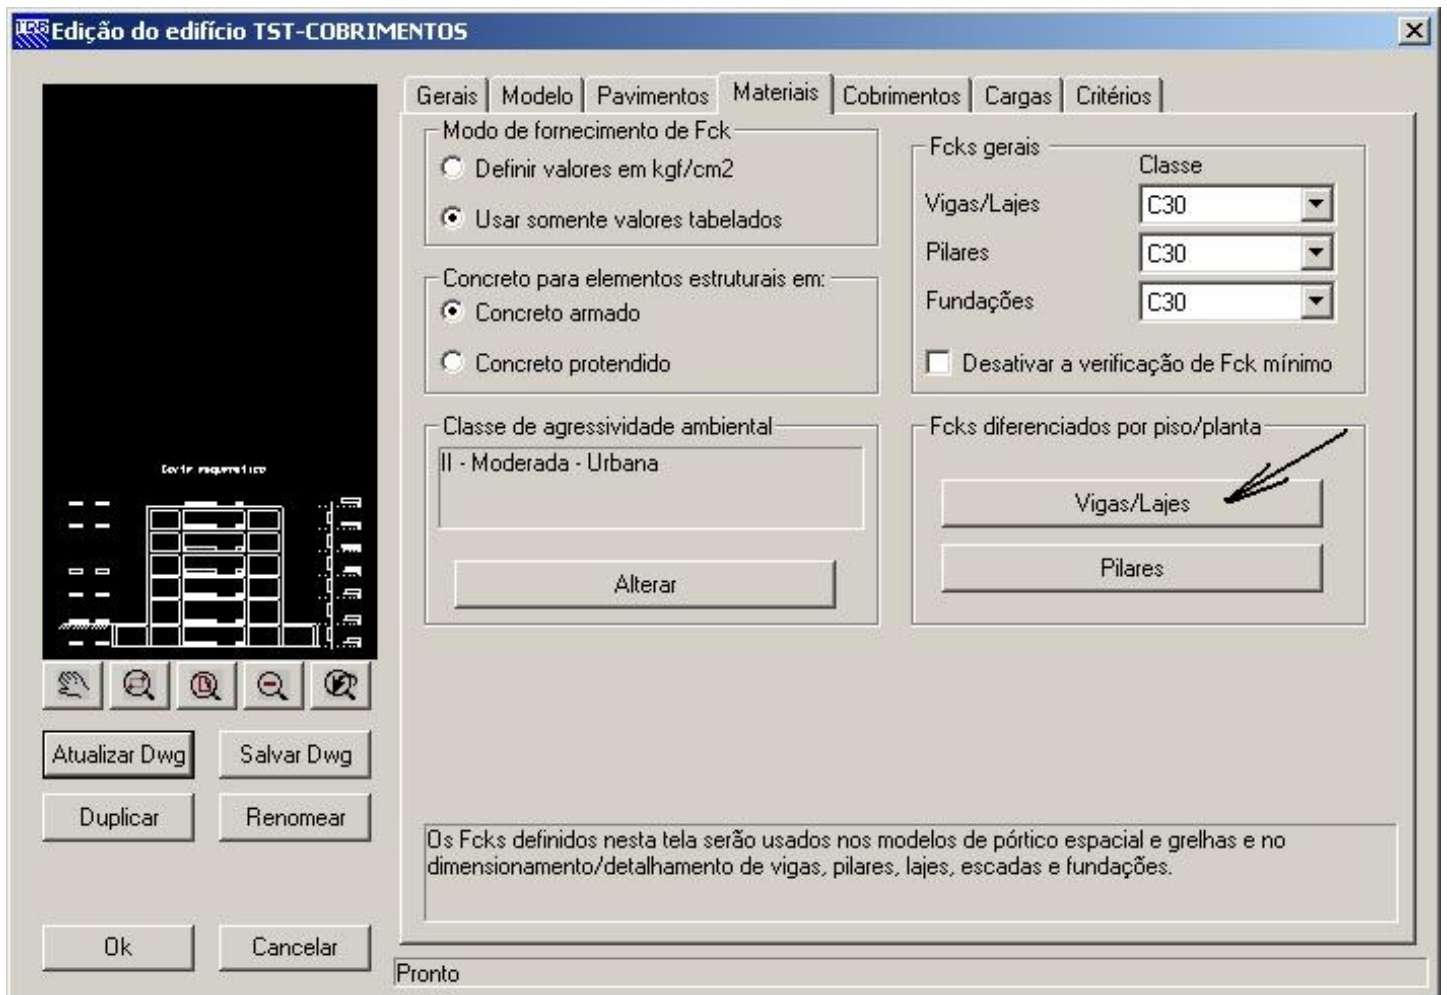 TQS Edição do edifício TST-COBRIMENTOS
Gerais Modelo Pavimentos Materiais Cobrimentos Cargas Critérios
Modo de fornecimento de Fck
Definir valores em kgf/cm2
Usar somente valores tabelados
Concreto para elementos estruturais em:
Concreto armado
Concreto protendido
Classe de agressividade ambiental
II - Moderada - Urbana
Alterar
Fcks gerais
Classe
Vigas/Lajes C30
Pilares C30
Fundações C30
Desativar a verificação de Fck mínimo
Fcks diferenciados por piso/planta
Vigas/Lajes
Pilares
Corte esquematico
Atualizar Dwg Salvar Dwg
Duplicar Renomear
Ok Cancelar
Os Fcks definidos nesta tela serão usados nos modelos de pórtico espacial e grelhas e no
dimensionamento/detalhamento de vigas, pilares, lajes, escadas e fundações.
Pronto